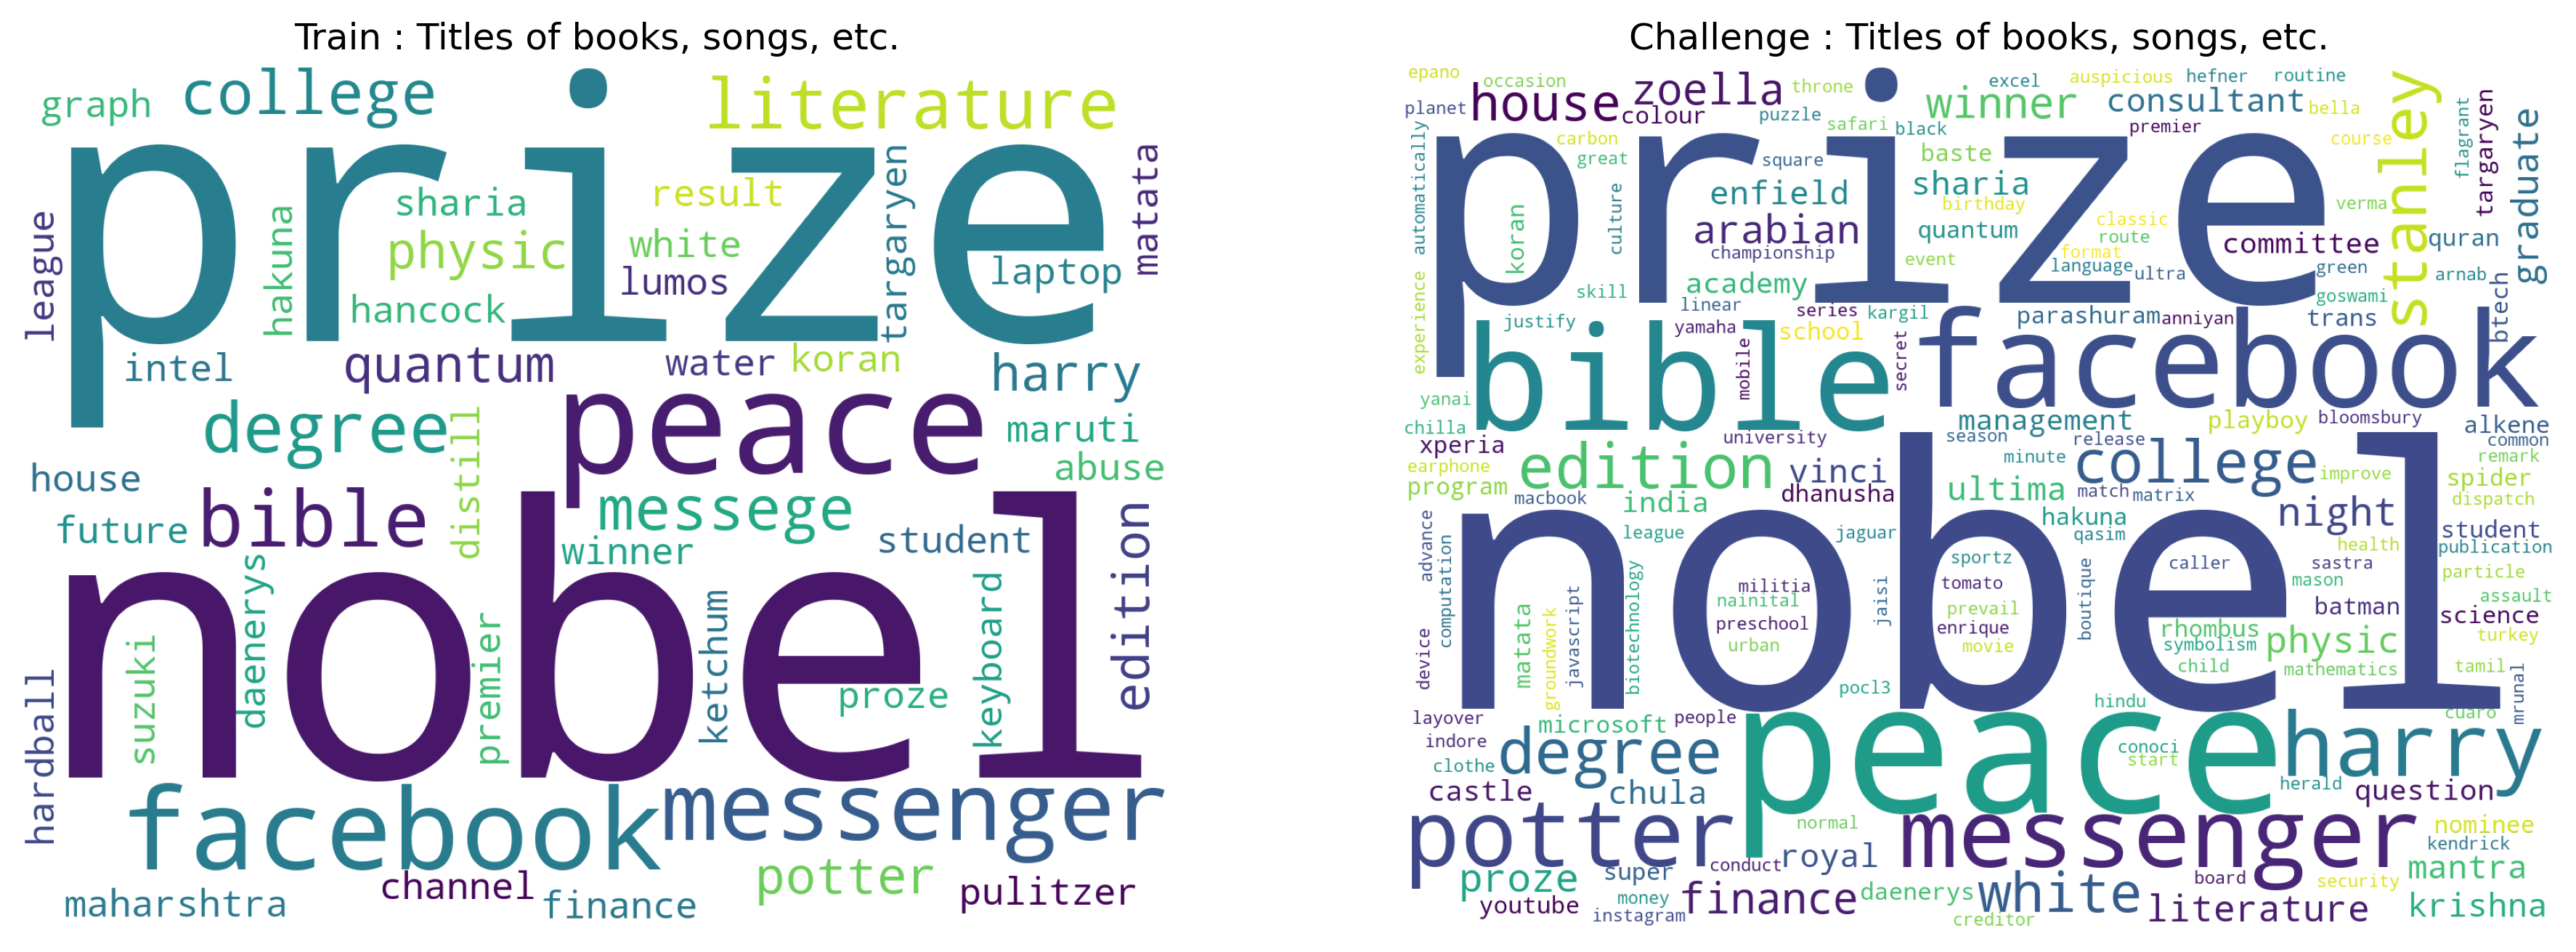 Train : Titles of books, songs, etc.
graph
college
literature
prize
league
hakuna
sharia
physic
result
white
lumos
hancock
targaryen
laptop
matata
intel
quantum
water
koran
harry
degree
distill
peace
maruti
abuse
house
future
bible
messege
winner
student
edition
nobel
daenerys
suzuki
premier
ketchum
proze
keyboard
hardball
facebook
messenger
maharshtra
channel
finance
potter
pulitzer
Challenge : Titles of books, songs, etc.
epano
occasion
planet
house
zoella
colour
throne
puzzle
safari
black
excel
winner
auspicious
hefner
routine
consultant
bella
premier
course
stanley
flagrant
targaryen
graduate
prize
automatically
carbon
great
square
culture
koran
enfield
arabian
championship
baste
sharia
birthday
quantum
classic
route
format
language
ultra
event
committee
green
verma
quran
arnab
goswami
btech
experience
skill
academy
linear
series
kargil
justify
yamaha
school
parashuram
anniyan
trans
bible
mobile
secret
facebook
yanai
chilla
xperia
earphone
program
university
edition
vinci
dhanusha
macbook
india
league
management
season
release
minute
playboy
bloomsbury
alkene
common
remark
college
improve
spider
dispatch
ultima
match
matrix
hakuna
qasim
night
student
publication
jaguar
nobel
advance
computation
device
matata
groundwork
javascript
biotechnology
militia
nainital
preschool
urban
jaisi
pocl3
sportz
tomato
prevail
enrique
movie
boutique
caller
health
sastra
mason
particle
assault
batman
science
turkey
rhombus
symbolism
child
physic
mathematics
tamil
mrunal
hindu
cuaro
layover
indore
clothe
microsoft
people
degree
castle
chula
peace
conoci
start
harry
herald
question
potter
normal
royal
conduct
messenger
nominee
kendrick
mantra
proze
super
youtube
money
instagram
finance
daenerys
creditor
white
board
literature
security
krishna